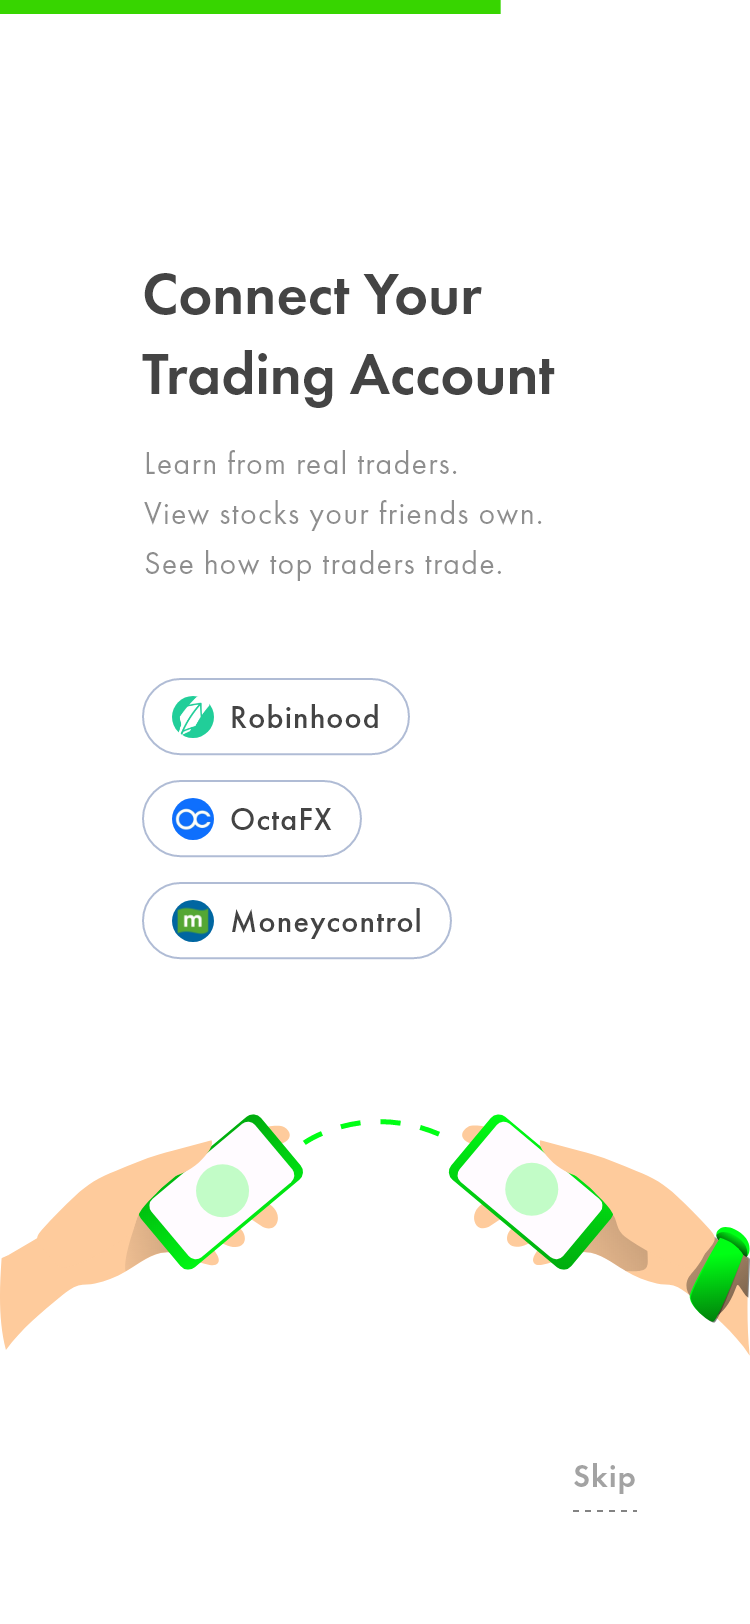 Connect Your
Trading Account
Learn from real traders.
View stocks your friends own.
See how top traders trade.
Robinhood
OC OctaFX
m Moneycontrol
Skip